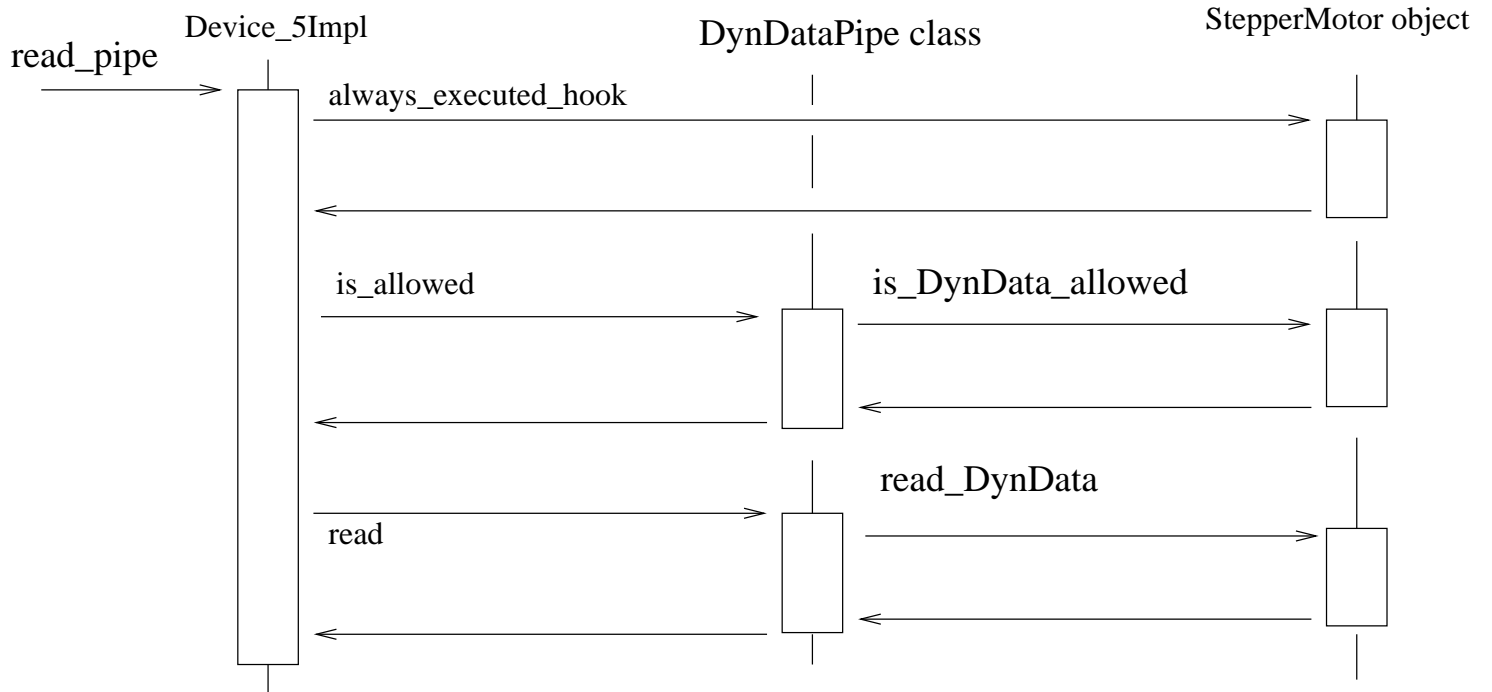 Device_5Impl
DynDataPipe class
StepperMotor object
read_pipe
always_executed_hook
is_allowed
is_DynData_allowed
read_DynData
read